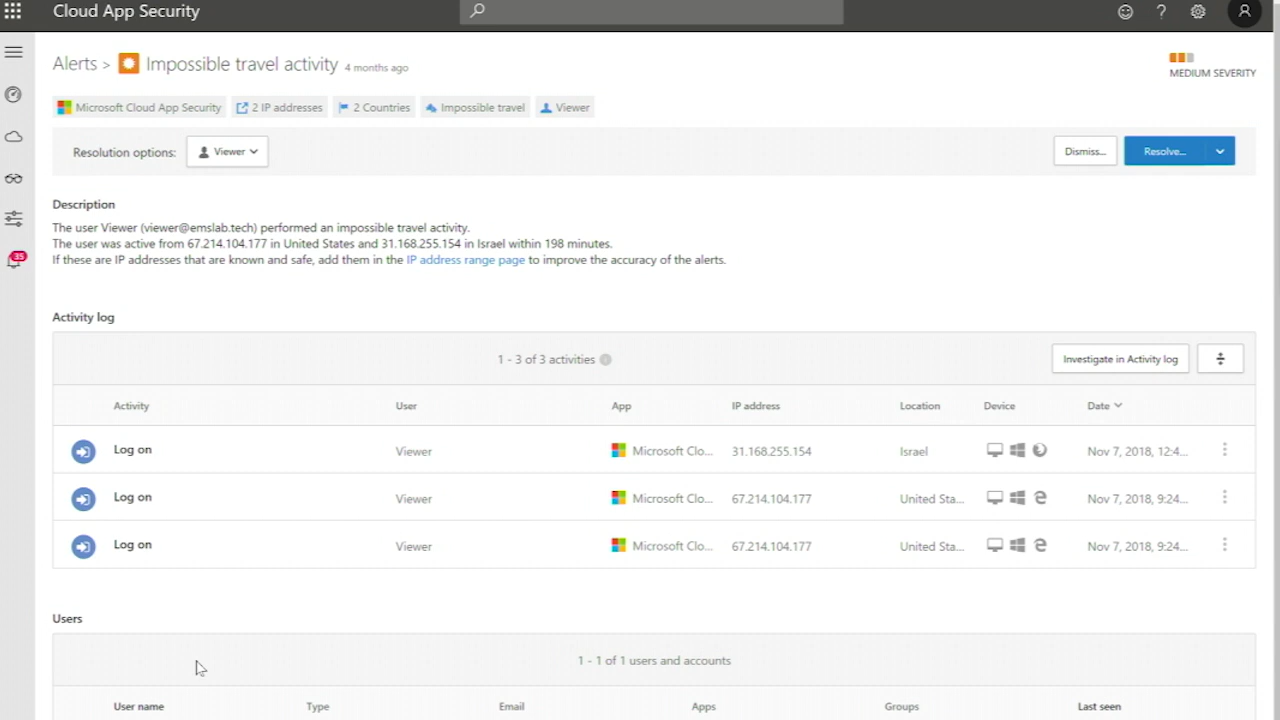 Cloud App Security
Alerts > Impossible travel activity 4 months ago
MEDIUM SEVERITY
Microsoft Cloud App Security 2 IP addresses 2 Countries Impossible travel Viewer
Resolution options: Viewer Dismiss... Resolve...
Description
The user Viewer (viewer@emslab.tech) performed an impossible travel activity.
The user was active from 67.214.104.177 in United States and 31.168.255.154 in Israel within 198 minutes.
If these are IP addresses that are known and safe, add them in the IP address range page to improve the accuracy of the alerts.
35
Activity log
1 - 3 of 3 activities Investigate in Activity log
Activity User App IP address Location Device Date
Log on Viewer Microsoft Clo... 31.168.255.154 Israel Nov 7, 2018, 12:4...
Log on Viewer Microsoft Clo... 67.214.104.177 United Sta... Nov 7, 2018, 9:24...
Log on Viewer Microsoft Clo... 67.214.104.177 United Sta... Nov 7, 2018, 9:24...
Users
1 - 1 of 1 users and accounts
User name Type Email Apps Groups Last seen